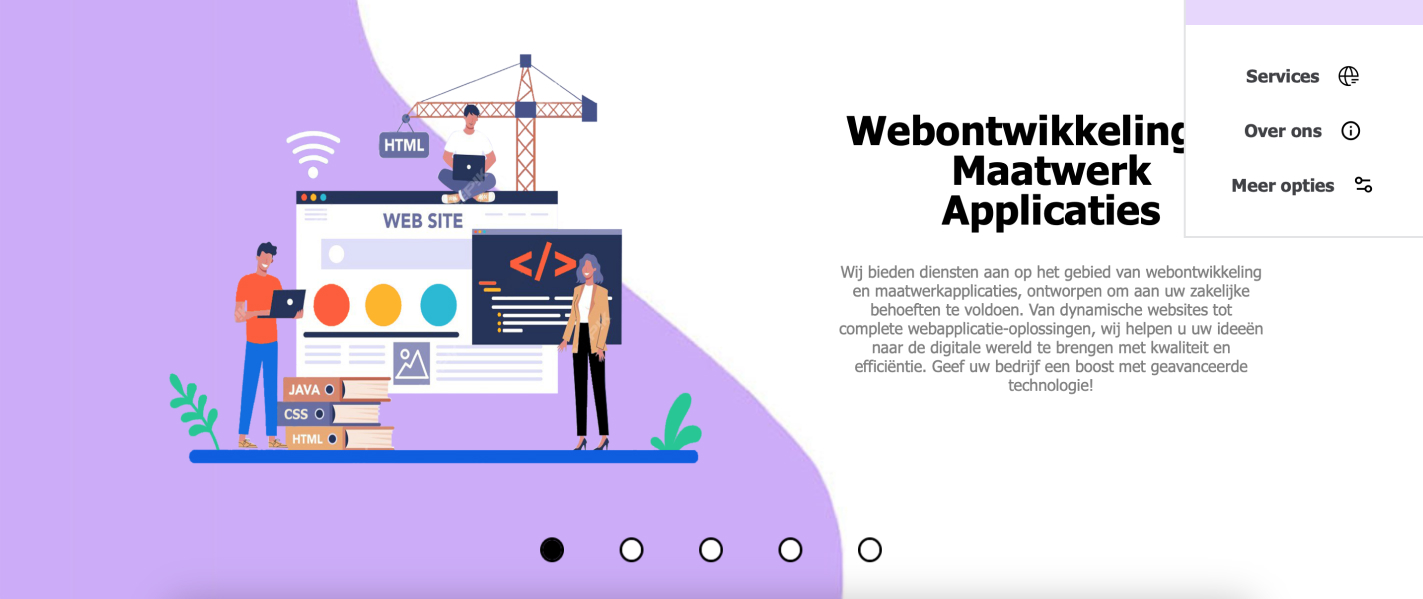 Services
Over ons
Meer opties
Webontwikkeling
Maatwerk
Applicaties
Wij bieden diensten aan op het gebied van webontwikkeling
en maatwerkapplicaties, ontworpen om aan uw zakelijke
behoeften te voldoen. Van dynamische websites tot
complete webapplicatie-oplossingen, wij helpen u uw ideeën
naar de digitale wereld te brengen met kwaliteit en
efficiëntie. Geef uw bedrijf een boost met geavanceerde
technologie!
HTML
WEB SITE
</>
JAVA
CSS
HTML